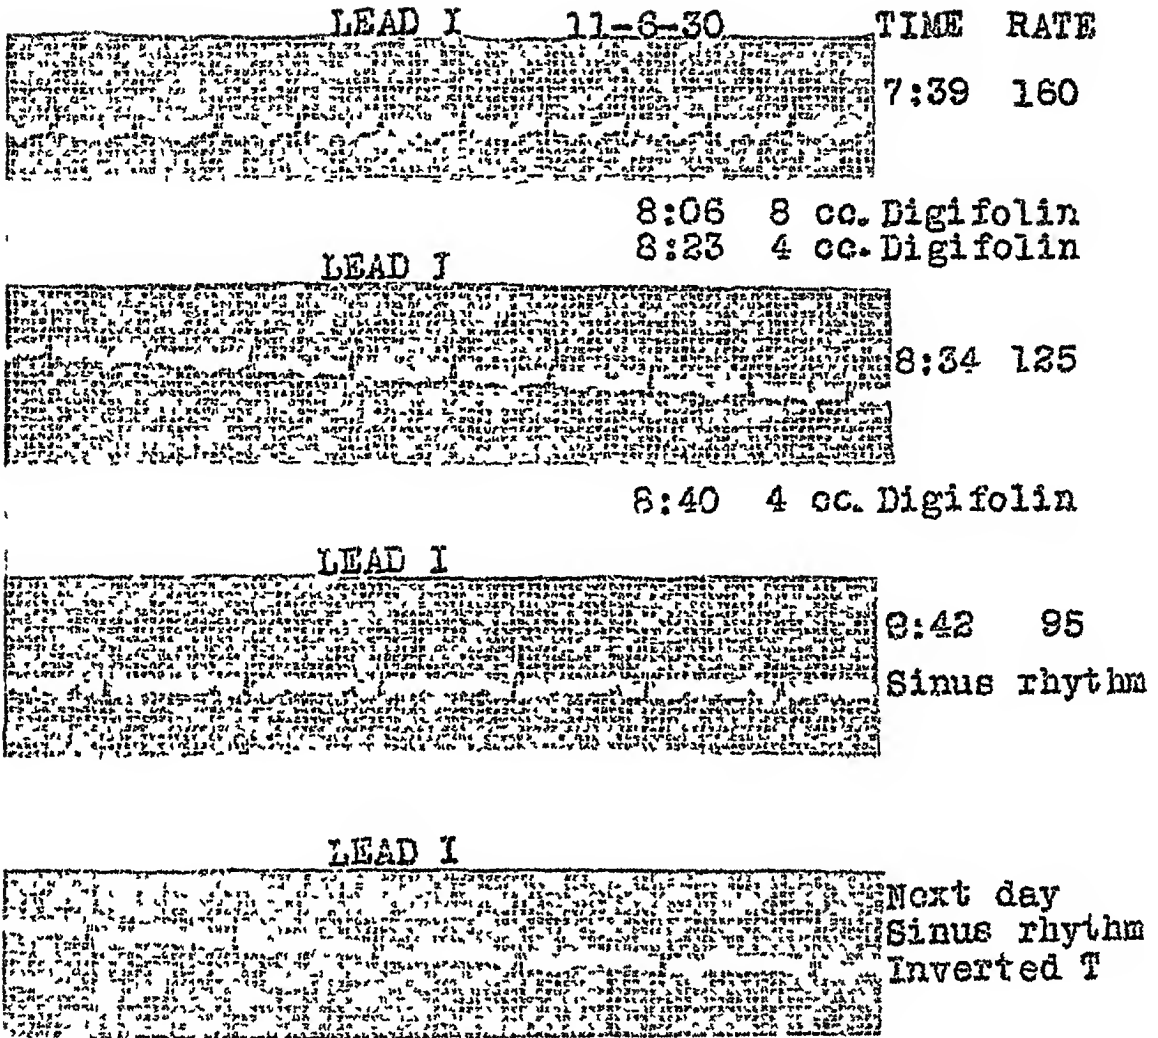 LEAD I 11-6-30 TIME RATE
7:39 160
8:06 8 cc. Digifolin
8:23 4 cc. Digifolin
LEAD I
8:34 125
8:40 4 cc. Digifolin
LEAD I
8:42 95
Sinus rhythm
LEAD I
Next day
Sinus rhythm
Inverted T